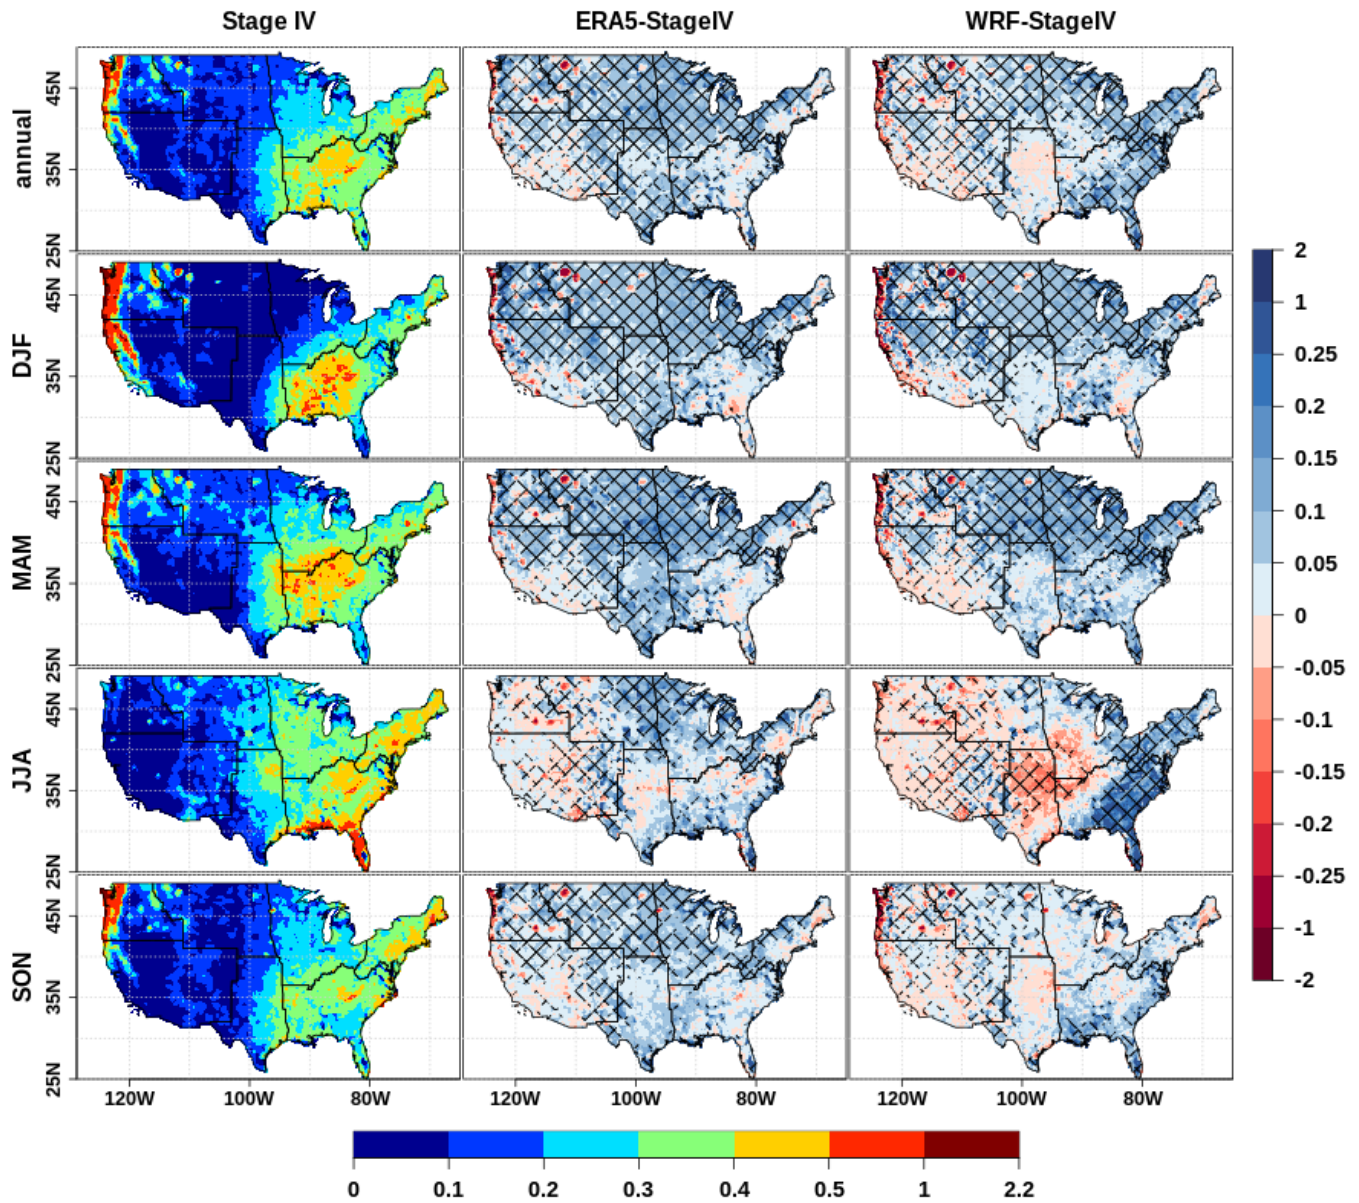 Stage IV ERA5-StageIV WRF-StageIV
annual 45N 35N 25N
DJF 45N 35N 25N
MAM 45N 35N 25N
JJA 45N 35N 25N
SON 45N 35N 25N
120W 100W 80W 120W 100W 80W 120W 100W 80W
2
1
0.25
0.2
0.15
0.1
0.05
0
-0.05
-0.1
-0.15
-0.2
-0.25
-1
-2
0 0.1 0.2 0.3 0.4 0.5 1 2.2